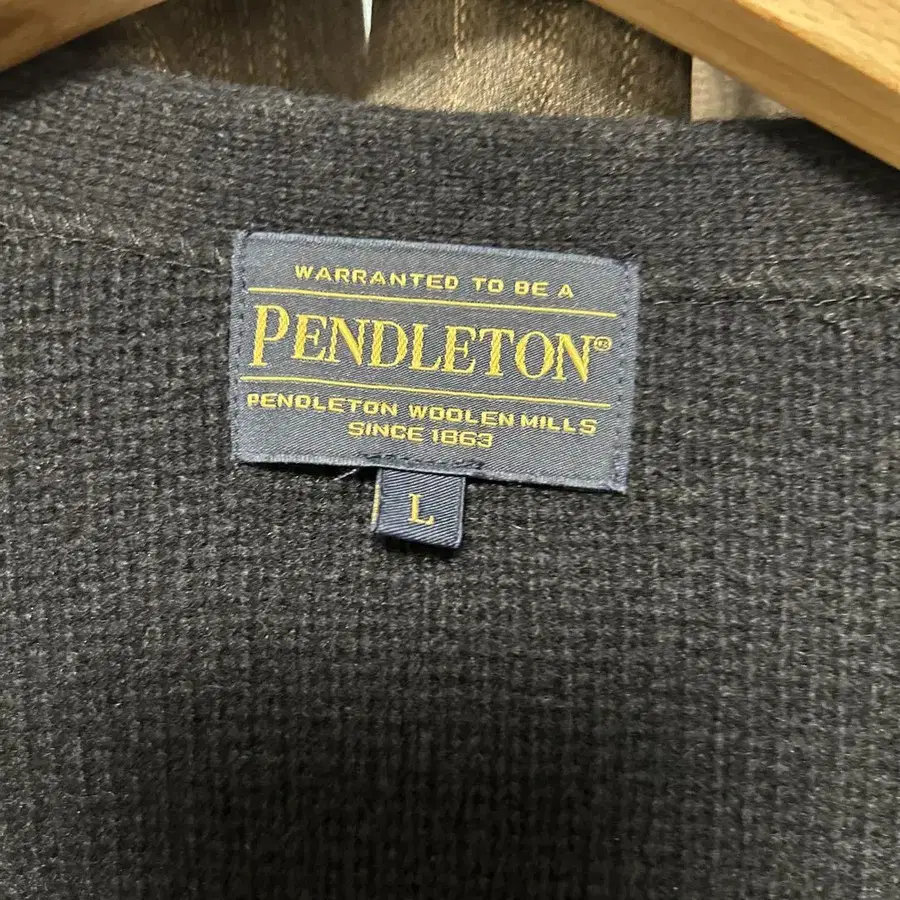 WARRANTED TO BE A
PENDLETON®
PENDLETON WOOLEN MILLS
SINCE 1863
L